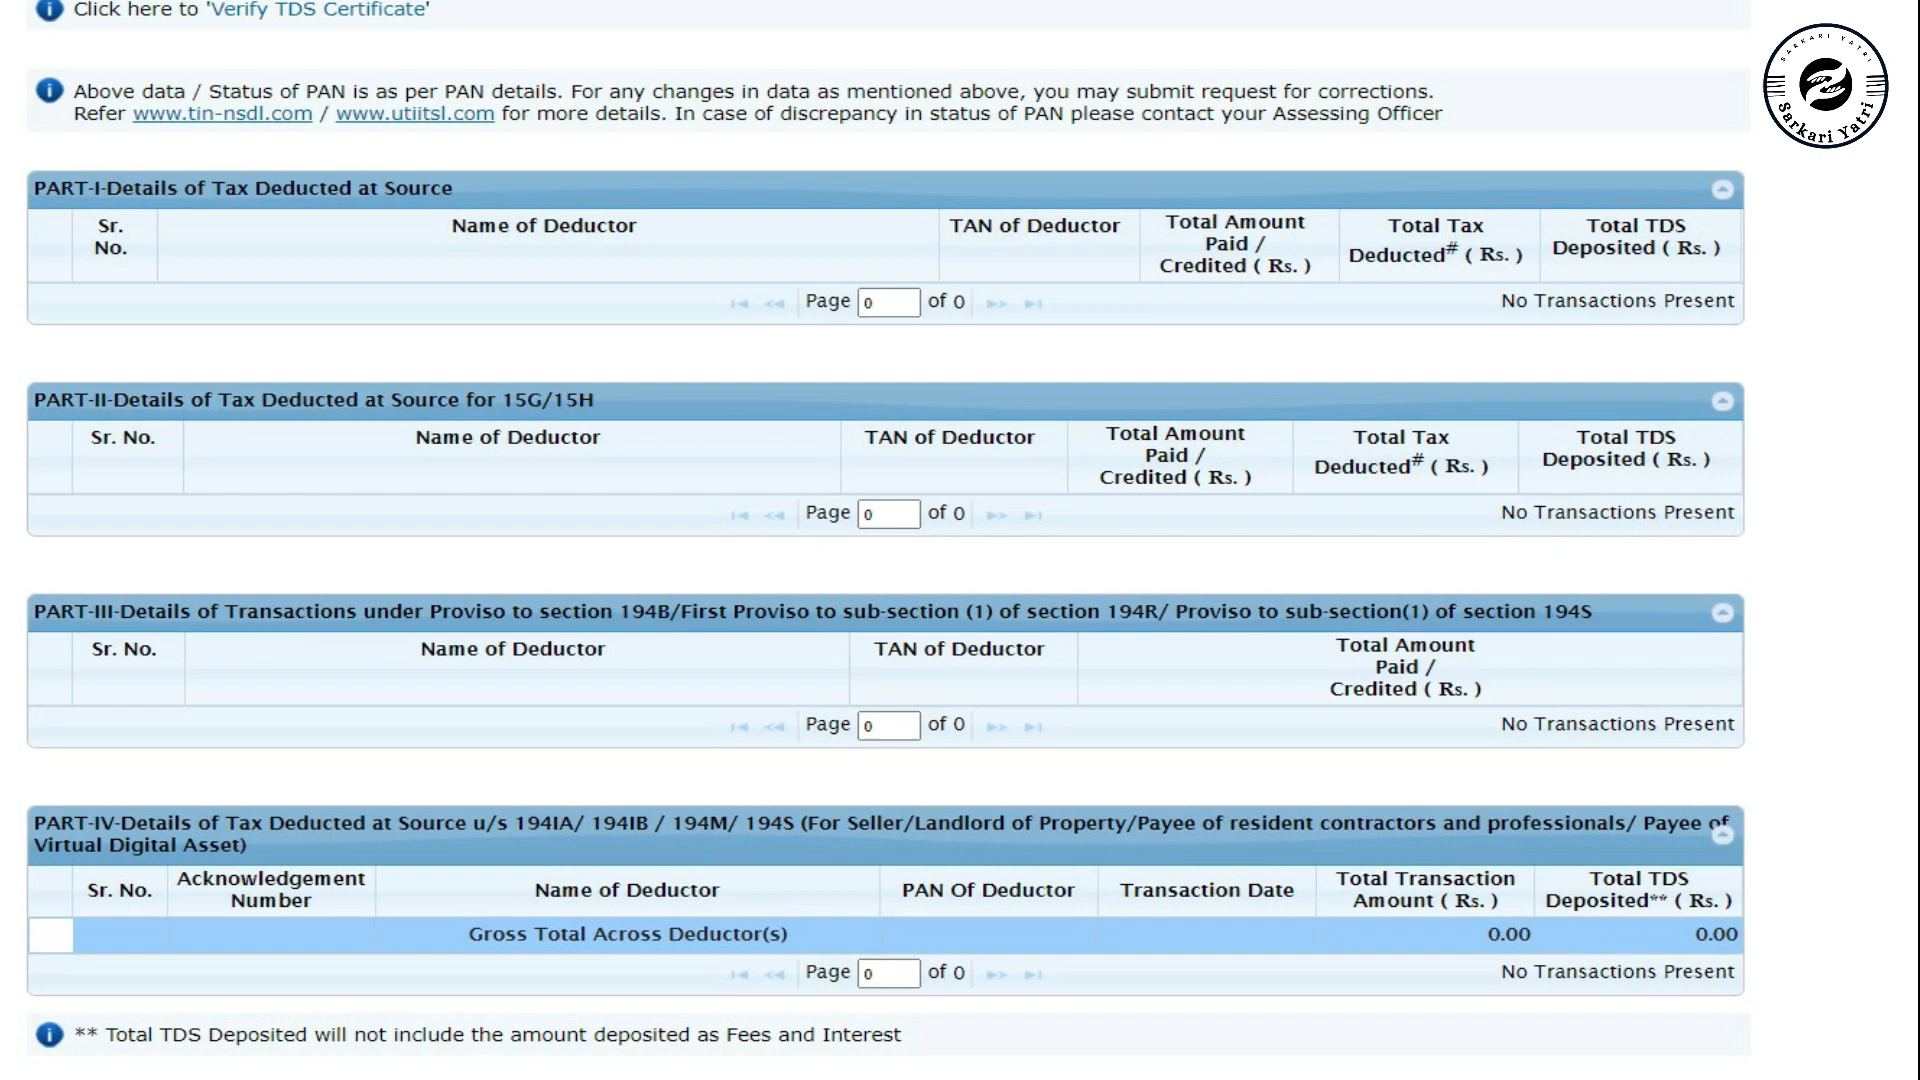 Click here to 'Verify TDS Certificate'
SARKARI YATRI
Sarkari Yatri
Above data / Status of PAN is as per PAN details. For any changes in data as mentioned above, you may submit request for corrections.
Refer www.tin-nsdl.com / www.utiitsl.com for more details. In case of discrepancy in status of PAN please contact your Assessing Officer
PART-I-Details of Tax Deducted at Source
Sr. No. Name of Deductor TAN of Deductor Total Amount Paid / Credited ( Rs. ) Total Tax Deducted# ( Rs. ) Total TDS Deposited ( Rs. )
Page 0 of 0 No Transactions Present
PART-II-Details of Tax Deducted at Source for 15G/15H
Sr. No. Name of Deductor TAN of Deductor Total Amount Paid / Credited ( Rs. ) Total Tax Deducted# ( Rs. ) Total TDS Deposited ( Rs. )
Page 0 of 0 No Transactions Present
PART-III-Details of Transactions under Proviso to section 194B/First Proviso to sub-section (1) of section 194R/ Proviso to sub-section(1) of section 194S
Sr. No. Name of Deductor TAN of Deductor Total Amount Paid / Credited ( Rs. )
Page 0 of 0 No Transactions Present
PART-IV-Details of Tax Deducted at Source u/s 194IA/ 194IB / 194M/ 194S (For Seller/Landlord of Property/Payee of resident contractors and professionals/ Payee of
Virtual Digital Asset)
Sr. No. Acknowledgement Number Name of Deductor PAN Of Deductor Transaction Date Total Transaction Amount ( Rs. ) Total TDS Deposited** ( Rs. )
Gross Total Across Deductor(s) 0.00 0.00
Page 0 of 0 No Transactions Present
** Total TDS Deposited will not include the amount deposited as Fees and Interest